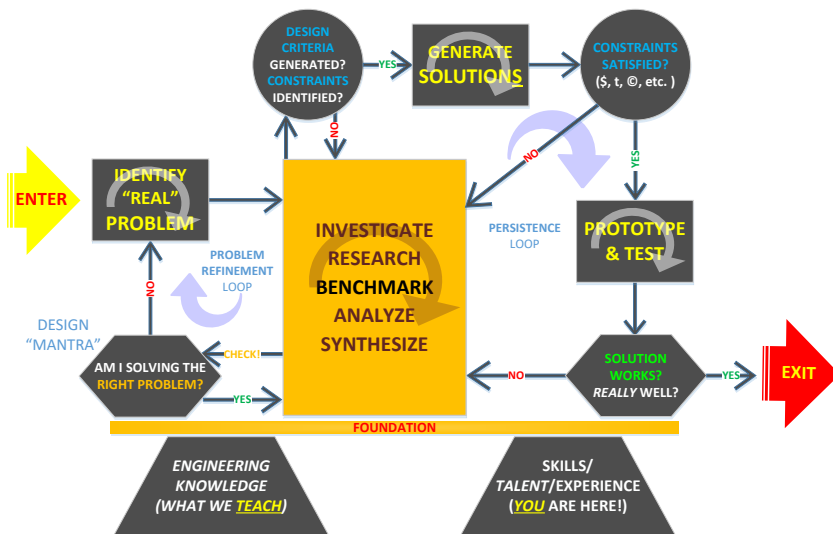 DESIGN
CRITERIA
GENERATED?
CONSTRAINTS
IDENTIFIED?
YES
GENERATE
SOLUTIONS
CONSTRAINTS
SATISFIED?
($, t, ©, etc. )
NO
NO
YES
ENTER
IDENTIFY
“REAL”
PROBLEM
INVESTIGATE
RESEARCH
BENCHMARK
ANALYZE
SYNTHESIZE
PERSISTENCE
LOOP
PROTOTYPE
& TEST
PROBLEM
REFINEMENT
LOOP
NO
DESIGN
“MANTRA”
AM I SOLVING THE
RIGHT PROBLEM?
CHECK!
YES
NO
SOLUTION
WORKS?
REALLY WELL?
YES
EXIT
FOUNDATION
ENGINEERING
KNOWLEDGE
(WHAT WE TEACH)
SKILLS/
TALENT/EXPERIENCE
(YOU ARE HERE!)